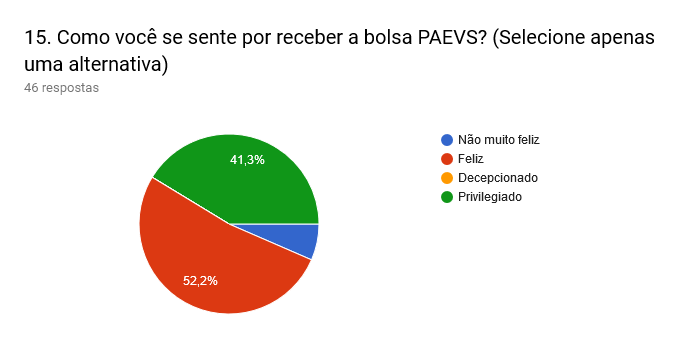 15. Como você se sente por receber a bolsa PAEVS? (Selecione apenas
uma alternativa)
46 respostas
41,3%
52,2%
Não muito feliz
Feliz
Decepcionado
Privilegiado